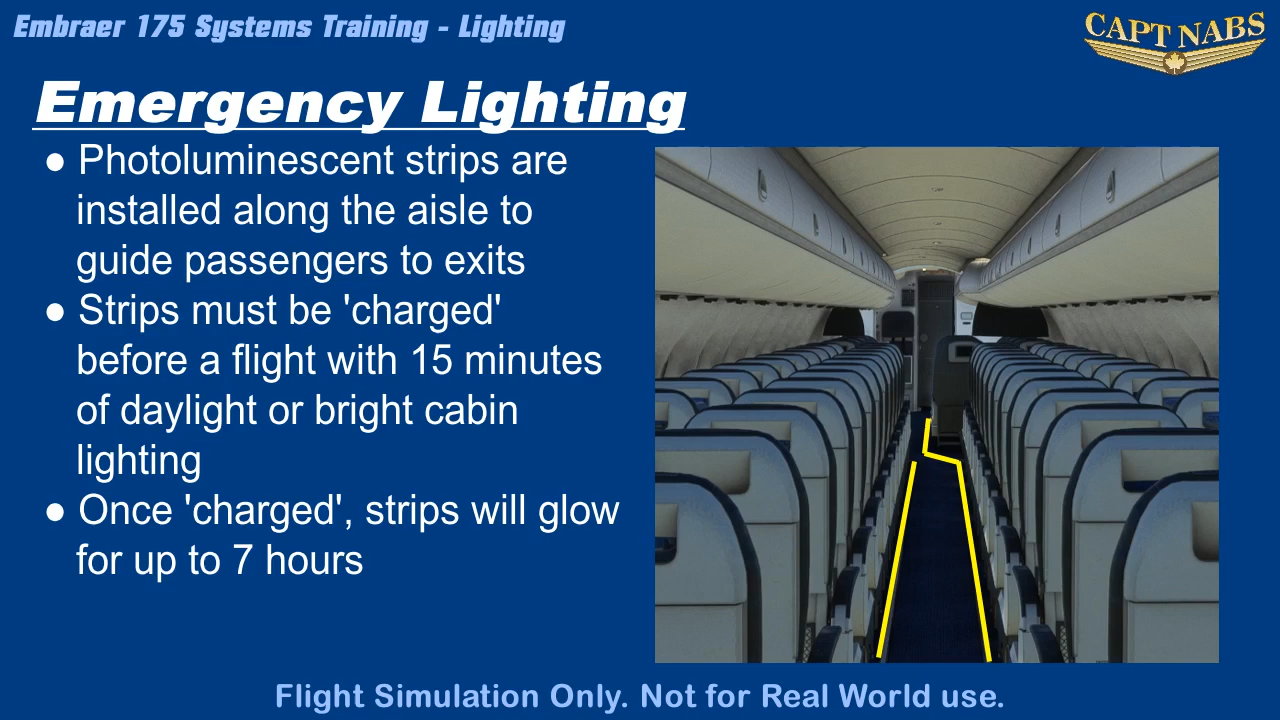 Embraer 175 Systems Training - Lighting
CAPT NABS
Emergency Lighting
● Photoluminescent strips are
installed along the aisle to
guide passengers to exits
● Strips must be 'charged'
before a flight with 15 minutes
of daylight or bright cabin
lighting
● Once 'charged', strips will glow
for up to 7 hours
Flight Simulation Only. Not for Real World use.